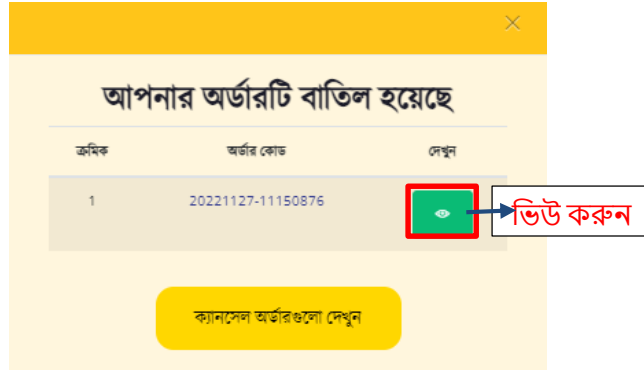 আপনার অর্ডারটি বাতিল হয়েছে
ক্রমিক অর্ডার কোড দেখুন
1 20221127-11150876
ভিউ করুন
ক্যানসেল অর্ডারগুলো দেখুন